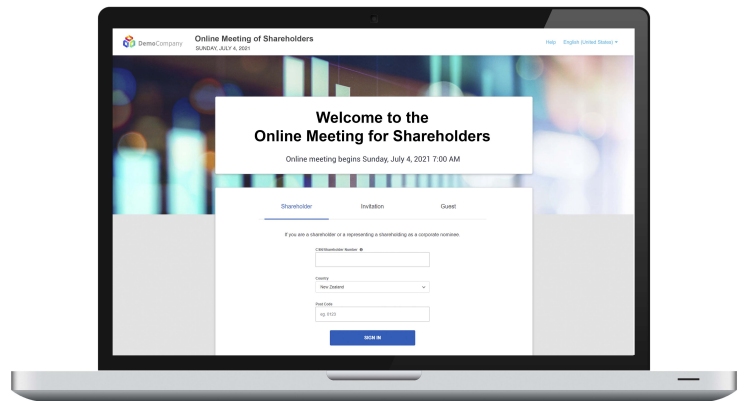 DemoCompany
Online Meeting of Shareholders
SUNDAY, JULY 4, 2021
Help English (United States)
Welcome to the
Online Meeting for Shareholders
Online meeting begins Sunday, July 4, 2021 7:00 AM
Shareholder Invitation Guest
If you are a shareholder or a representing a shareholding as a corporate nominee.
CSN/Shareholder Number
Country
New Zealand
Post Code
eg. 0123
SIGN IN